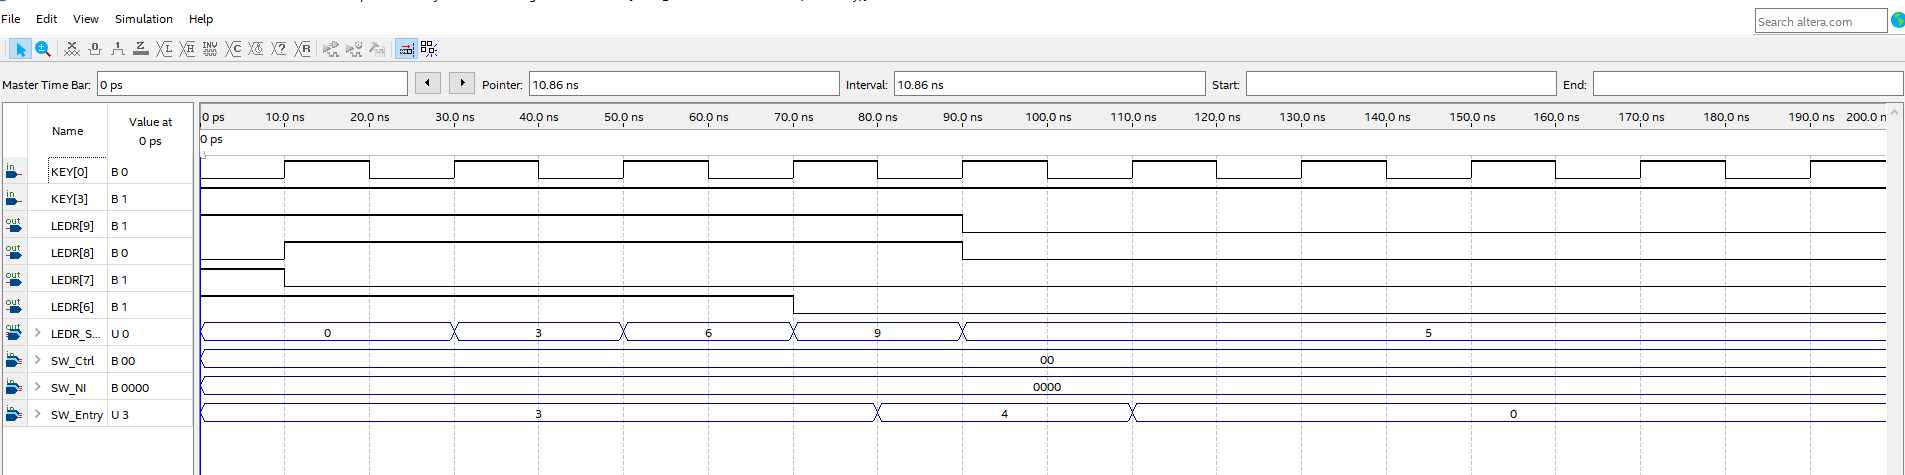 File Edit View Simulation Help
Search altera.com
Master Time Bar: 0 ps Pointer: 10.86 ns Interval: 10.86 ns Start: End:
Name Value at 0 ps
0 ps 10.0 ns 20.0 ns 30.0 ns 40.0 ns 50.0 ns 60.0 ns 70.0 ns 80.0 ns 90.0 ns 100.0 ns 110.0 ns 120.0 ns 130.0 ns 140.0 ns 150.0 ns 160.0 ns 170.0 ns 180.0 ns 190.0 ns 200.0 n
0 ps
in KEY[0] B 0
in KEY[3] B 1
out LEDR[9] B 1
out LEDR[8] B 0
out LEDR[7] B 1
out LEDR[6] B 1
out LEDR_S... U 0 0 3 6 9 5
in SW_Ctrl B 00 00
in SW_NI B 0000 0000
in SW_Entry U 3 3 4 0